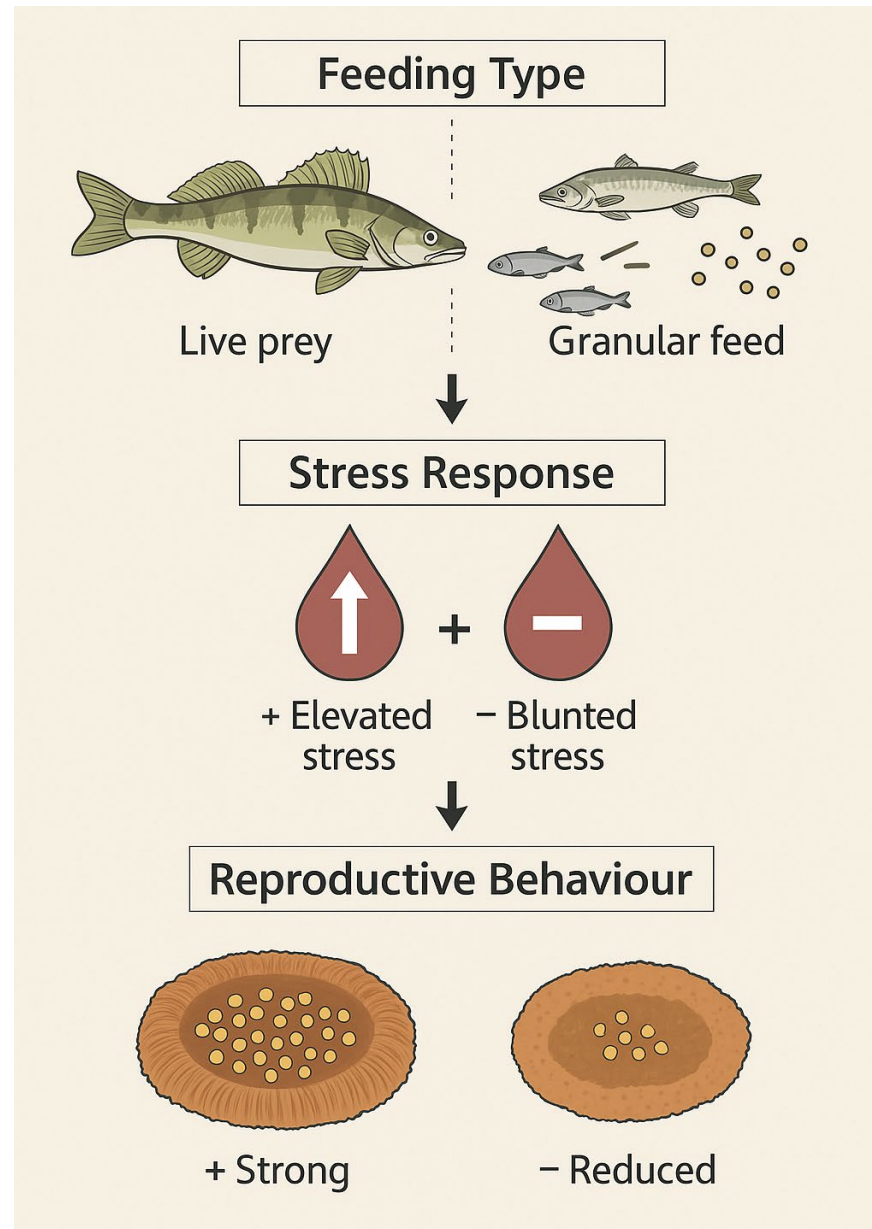 Feeding Type
Live prey
Granular feed
Stress Response
+
+ Elevated
stress
− Blunted
stress
Reproductive Behaviour
+ Strong
− Reduced